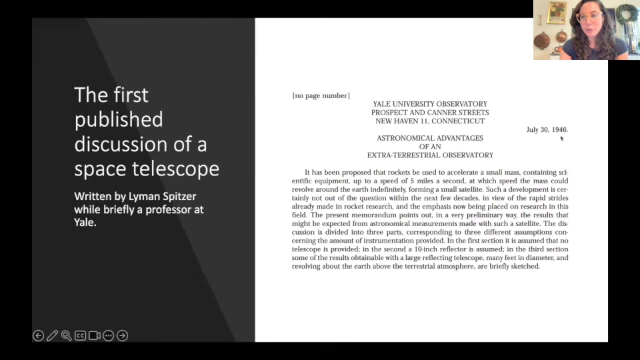 The first
published
discussion of a
space telescope
Written by Lyman Spitzer
while briefly a professor at
Yale.
[no page number]
YALE UNIVERSITY OBSERVATORY
PROSPECT AND CANNER STREETS
NEW HAVEN 11, CONNECTICUT
July 30, 1946.
ASTRONOMICAL ADVANTAGES
OF AN
EXTRA-TERRESTRIAL OBSERVATORY
It has been proposed that rockets be used to accelerate a small mass, containing sci-
entific equipment, up to a speed of 5 miles a second, at which speed the mass could
revolve around the earth indefinitely, forming a small satellite. Such a development is cer-
tainly not out of the question within the next few decades, in view of the rapid strides
already made in rocket research, and the emphasis now being placed on research in this
field. The present memorandum points out, in a very preliminary way, the results that
might be expected from astronomical measurements made with such a satellite. The dis-
cussion is divided into three parts, corresponding to three different assumptions con-
cerning the amount of instrumentation provided. In the first section it is assumed that no
telescope is provided; in the second a 10-inch reflector is assumed; in the third section
some of the results obtainable with a large reflecting telescope, many feet in diameter, and
revolving about the earth above the terrestrial atmosphere, are briefly sketched.
CC